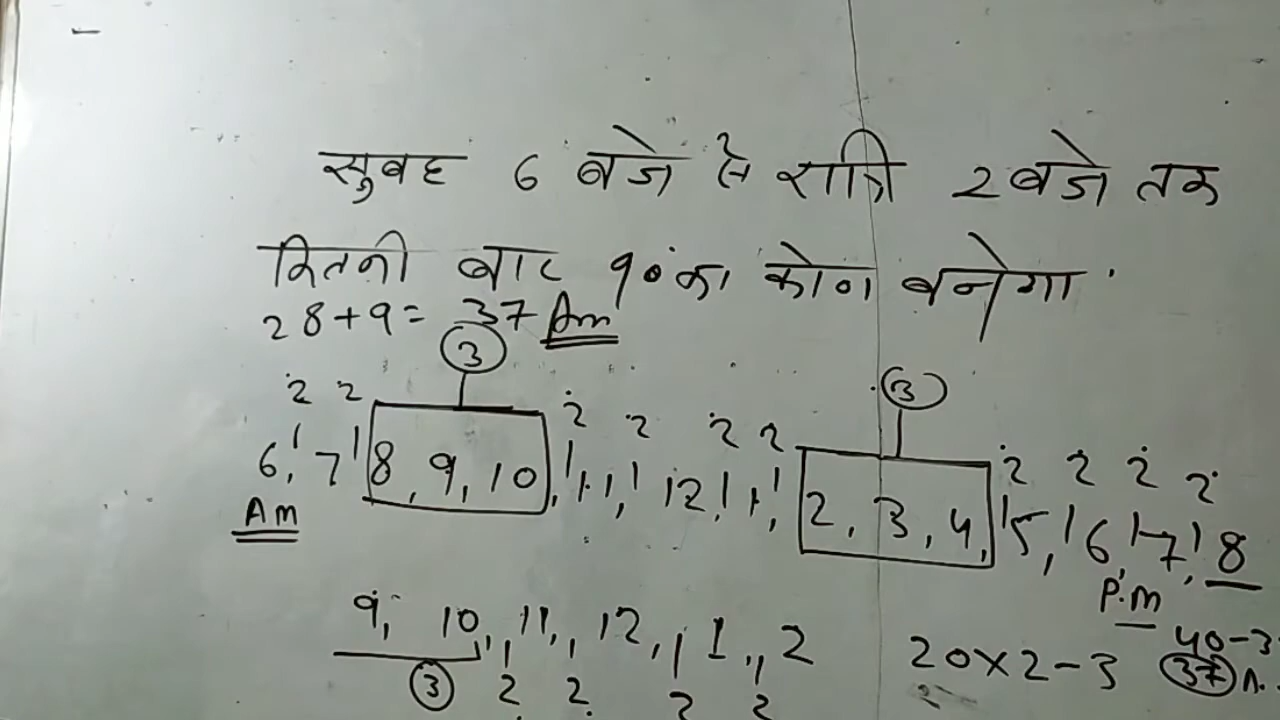 सुबह 6 बजे से रात्रि 2 बजे तक
कितनी बार 90° का कोण बनेगा
28+9= 37 Am
3 3
2 2 2 2 2 2 2 2 2 2
6, 7 8, 9, 10, 11, 12, 1, 2, 3, 4, 5, 6, 7, 8
Am P.m
9, 10, 11, 12, 1, 2 20×2-3 40-3
3 2 2 2 2 37